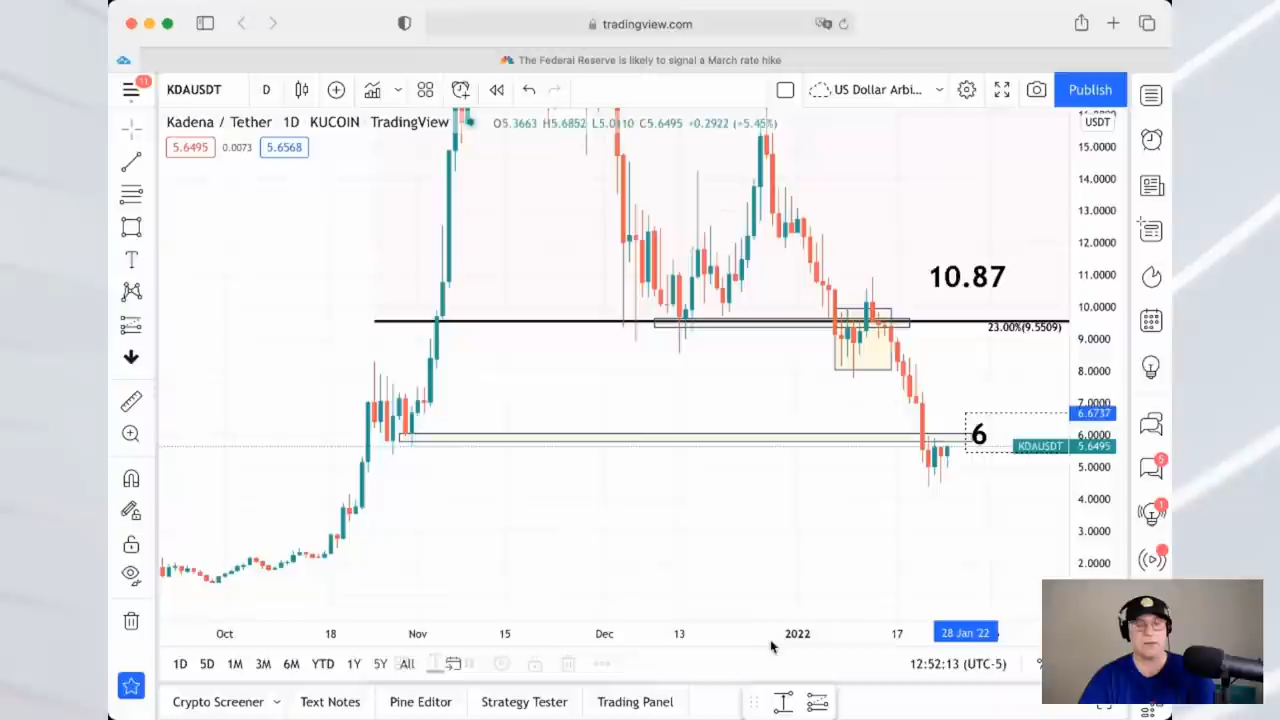 tradingview.com
The Federal Reserve is likely to signal a March rate hike
11
KDAUSDT
D
US Dollar Arbi...
Publish
Kadena / Tether 1D KUCOIN TradingView
O5.3663 H5.6852 L5.0110 C5.6495 +0.2922 (+5.45%)
USDT
5.6495
0.0073
5.6568
15.0000
14.0000
13.0000
12.0000
11.0000
10.87
10.0000
23.00%(9.5509)
9.0000
8.0000
7.0000
6.6737
6
6.0000
KDAUSDT
5.6495
5.0000
5
4.0000
1
3.0000
2.0000
Oct
18
Nov
15
Dec
13
2022
17
28 Jan '22
1D 5D 1M 3M 6M YTD 1Y 5Y All
12:52:13 (UTC-5)
%
Crypto Screener
Text Notes
Pine Editor
Strategy Tester
Trading Panel